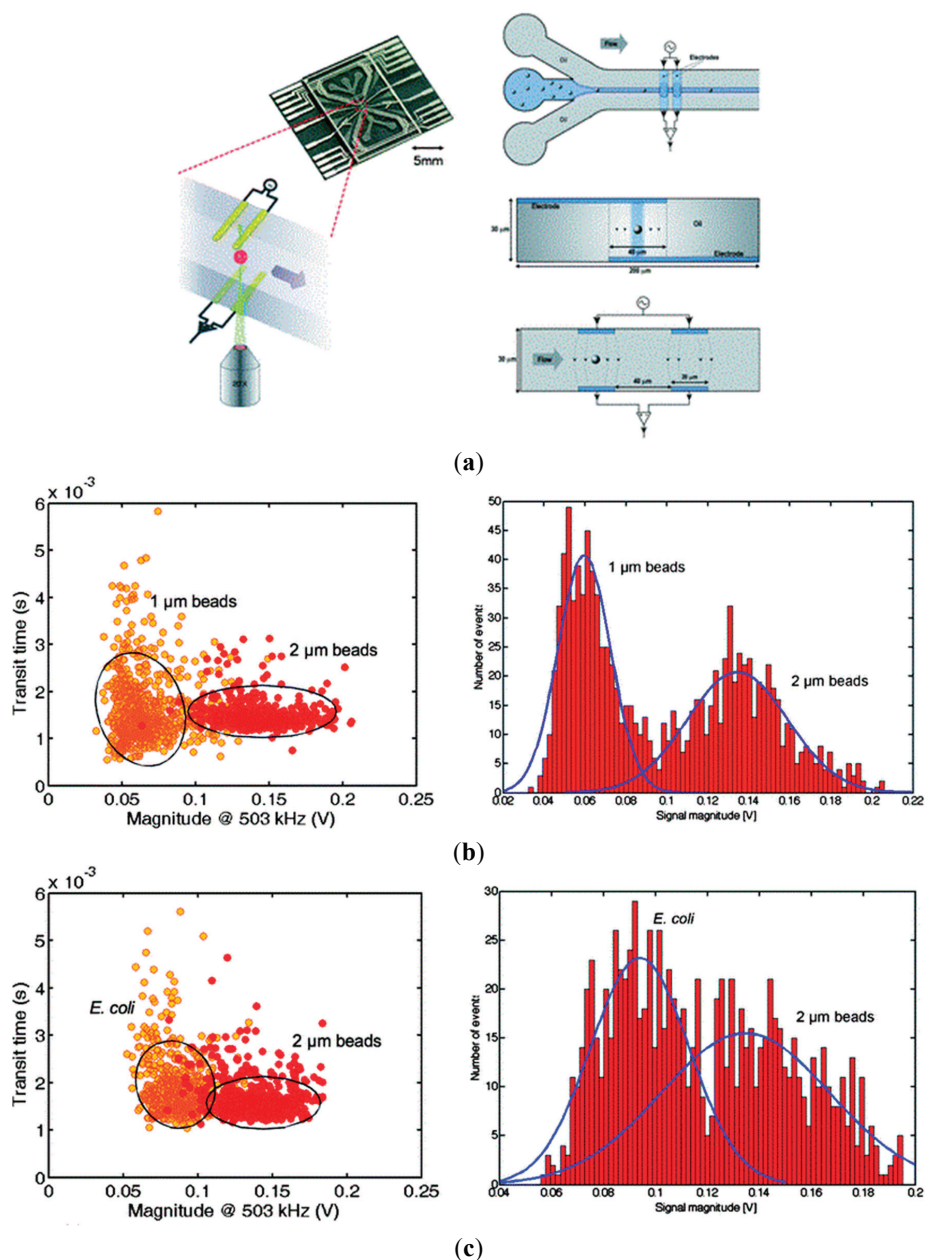 5mm
20X
Flow
Oil
Electrodes
Oil
Electrode
30 μm
Oil
40 μm
Electrode
200 μm
30 μm
Flow
40 μm
20 μm
(a)
x 10⁻³
6
5
4
3
2
1
0
Transit time (s)
1 μm beads
2 μm beads
0
0.05
0.1
0.15
0.2
0.25
Magnitude @ 503 kHz (V)
50
45
40
35
30
25
20
15
10
5
0
Number of event:
1 μm beads
2 μm beads
0.02
0.04
0.06
0.08
0.1
0.12
0.14
0.16
0.18
0.2
0.22
Signal magnitude [V]
(b)
x 10⁻³
6
5
4
3
2
1
0
Transit time (s)
E. coli
2 μm beads
0
0.05
0.1
0.15
0.2
0.25
Magnitude @ 503 kHz (V)
30
25
20
15
10
5
0
Number of event:
E. coli
2 μm beads
0.04
0.06
0.08
0.1
0.12
0.14
0.16
0.18
0.2
Signal magnitude [V]
(c)